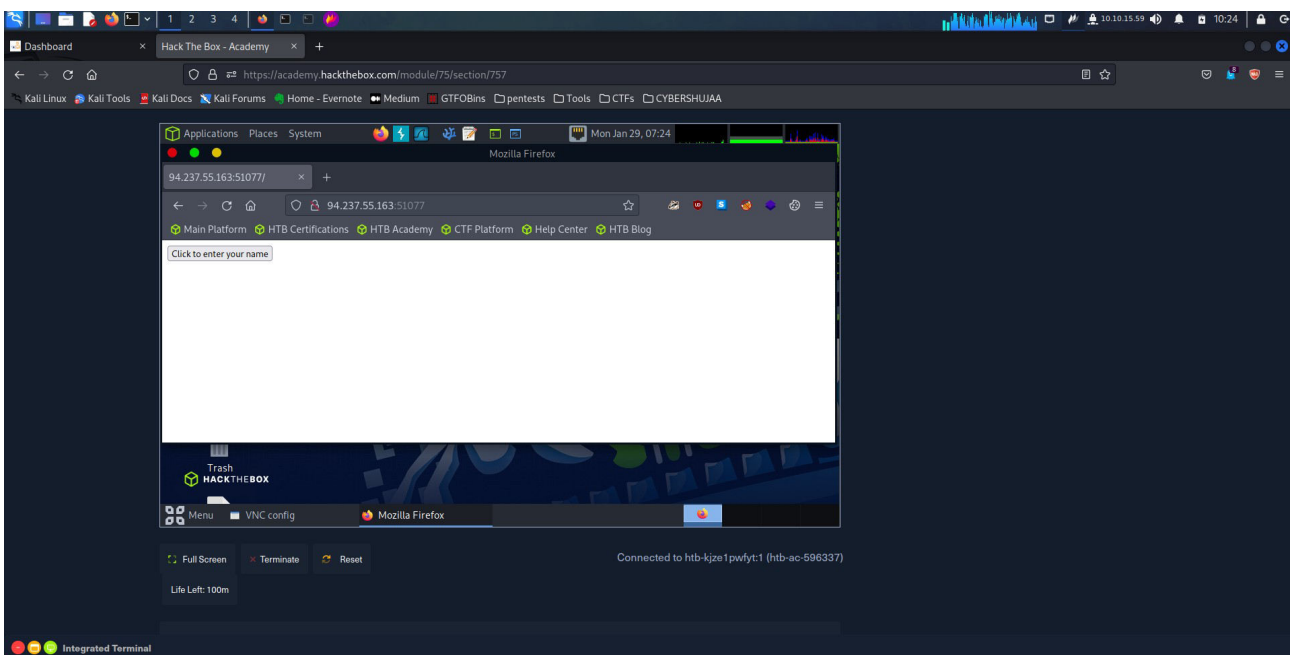 1 2 3 4
10.10.15.59
10:24
Dashboard
Hack The Box - Academy
https://academy.hackthebox.com/module/75/section/757
8
Kali Linux Kali Tools Kali Docs Kali Forums Home - Evernote Medium GTFOBins pentests Tools CTFs CYBERSHUJAA
Applications Places System Mon Jan 29, 07:24
Mozilla Firefox
94.237.55.163:51077/
94.237.55.163:51077
Main Platform HTB Certifications HTB Academy CTF Platform Help Center HTB Blog
Click to enter your name
Trash
HACKTHEBOX
Menu VNC config Mozilla Firefox
Full Screen Terminate Reset Connected to htb-kjze1pwfyt:1 (htb-ac-596337)
Life Left: 100m
Integrated Terminal